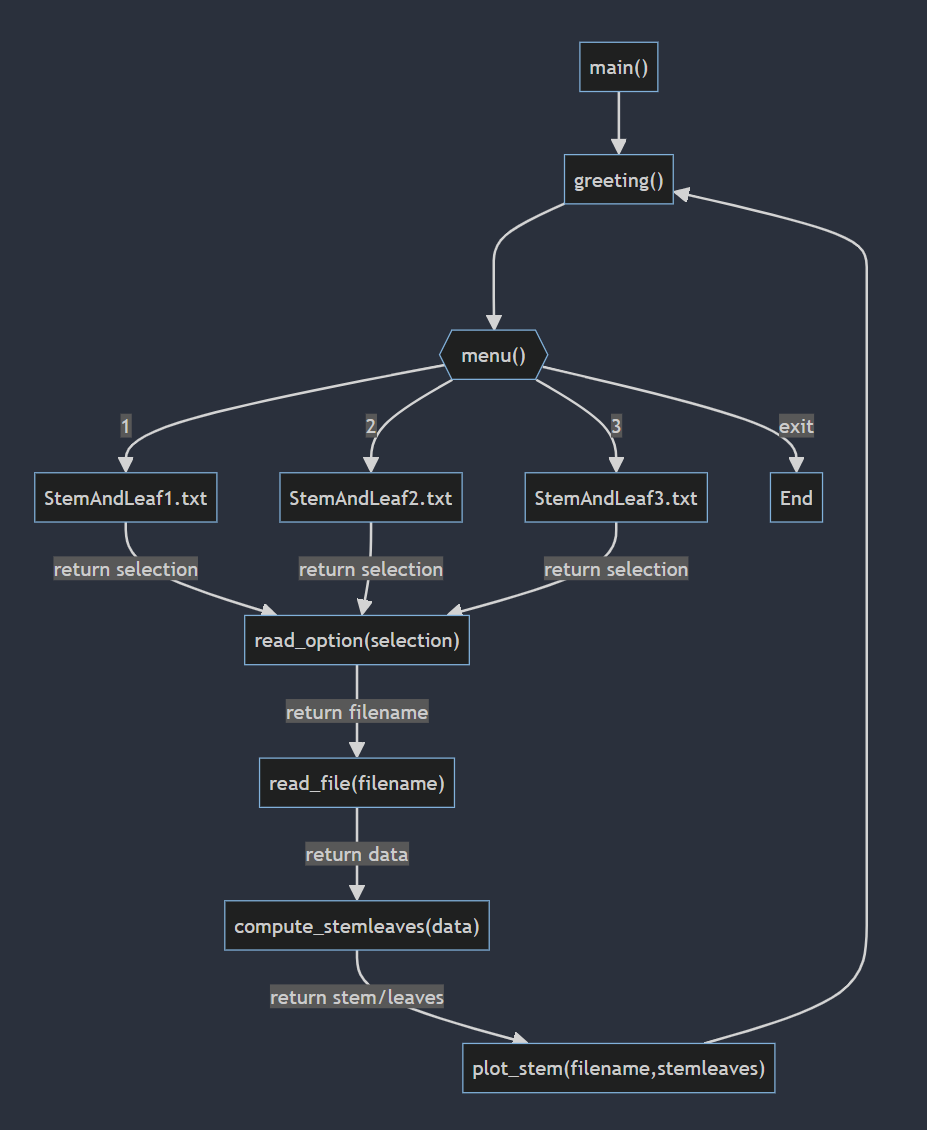 main()
greeting()
menu()
1
2
3
exit
StemAndLeaf1.txt
StemAndLeaf2.txt
StemAndLeaf3.txt
End
return selection
return selection
return selection
read_option(selection)
return filename
read_file(filename)
return data
compute_stemleaves(data)
return stem/leaves
plot_stem(filename,stemleaves)